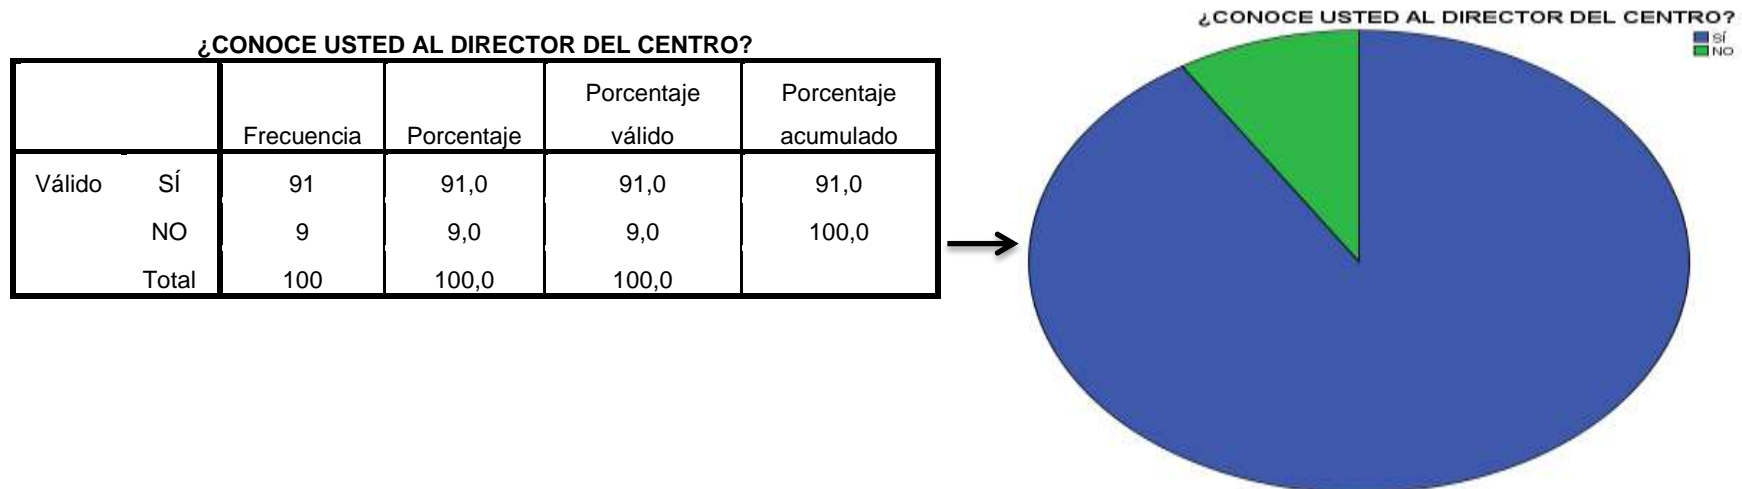 ¿CONOCE USTED AL DIRECTOR DEL CENTRO?
Frecuencia Porcentaje Porcentaje válido Porcentaje acumulado
Válido SÍ 91 91,0 91,0 91,0
NO 9 9,0 9,0 100,0
Total 100 100,0 100,0
¿CONOCE USTED AL DIRECTOR DEL CENTRO?
SÍ
NO